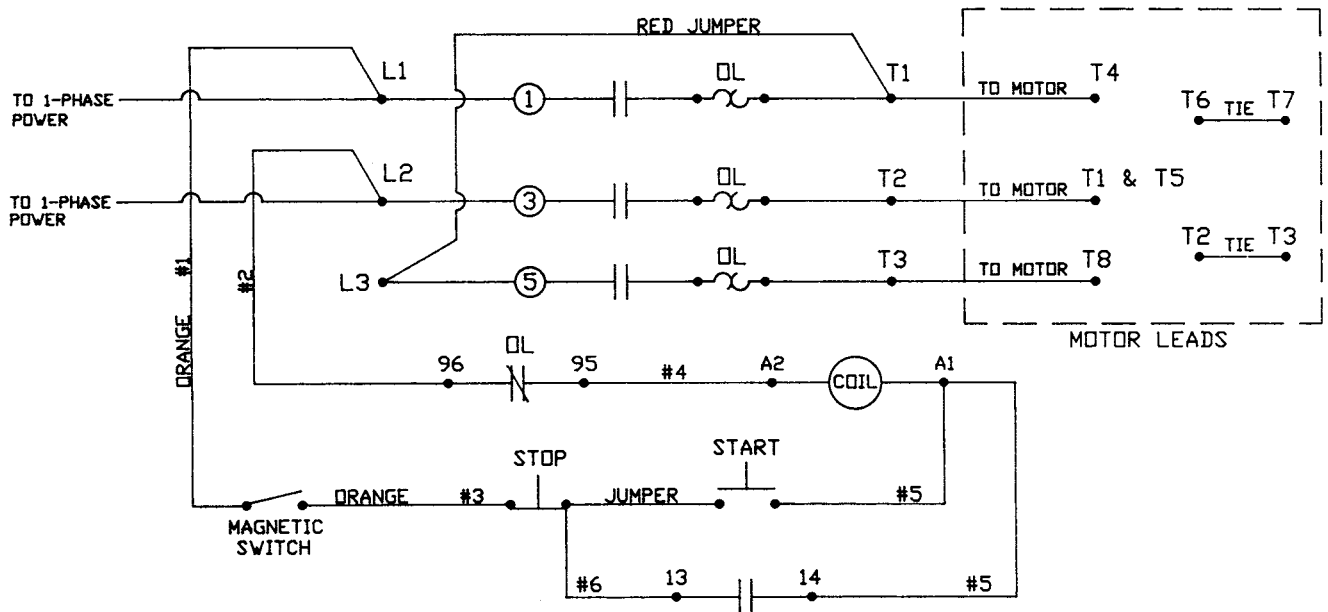 RED JUMPER
L1
OL
T1
T4
TO 1-PHASE
POWER
1
TO MOTOR
T6 TIE T7
L2
OL
T2
T1 & T5
TO 1-PHASE
POWER
3
TO MOTOR
T2 TIE T3
#1
#2
L3
5
OL
T3
TO MOTOR
T8
MOTOR LEADS
ORANGE
OL
96
95
#4
A2
COIL
A1
STOP
START
ORANGE
#3
JUMPER
#5
MAGNETIC
SWITCH
#6
13
14
#5